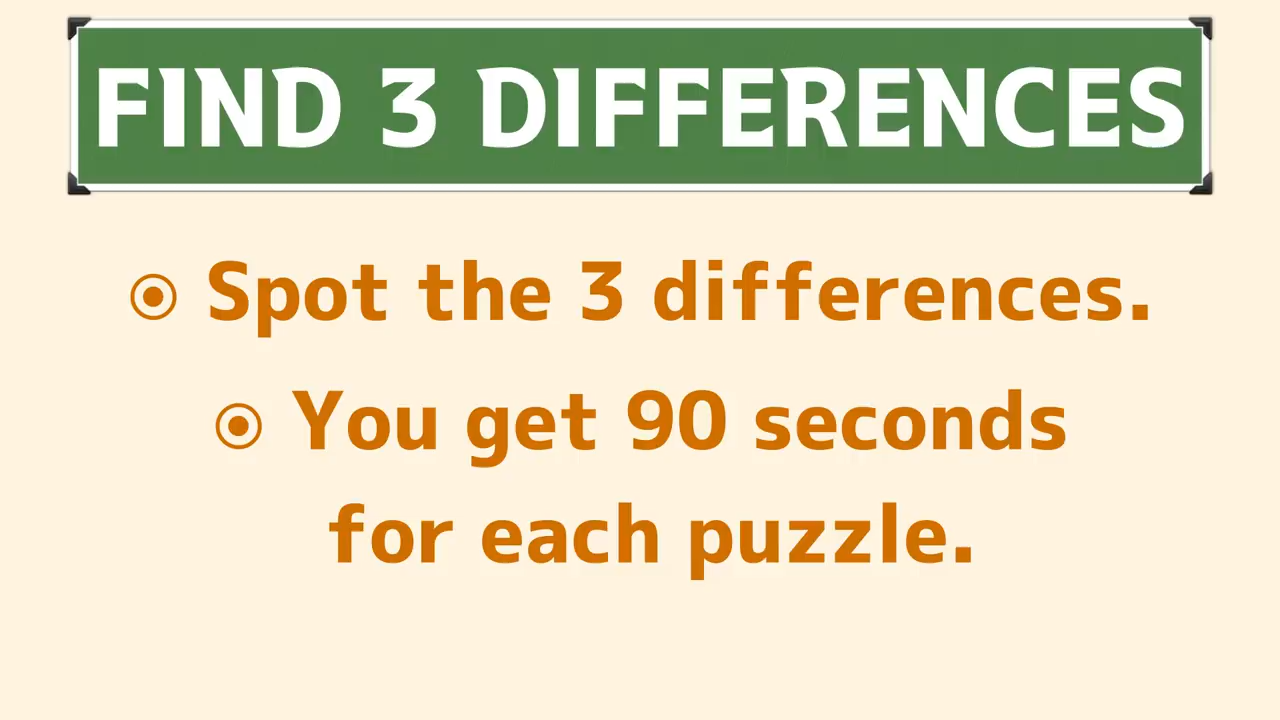 FIND 3 DIFFERENCES
◉ Spot the 3 differences.
◉ You get 90 seconds
for each puzzle.